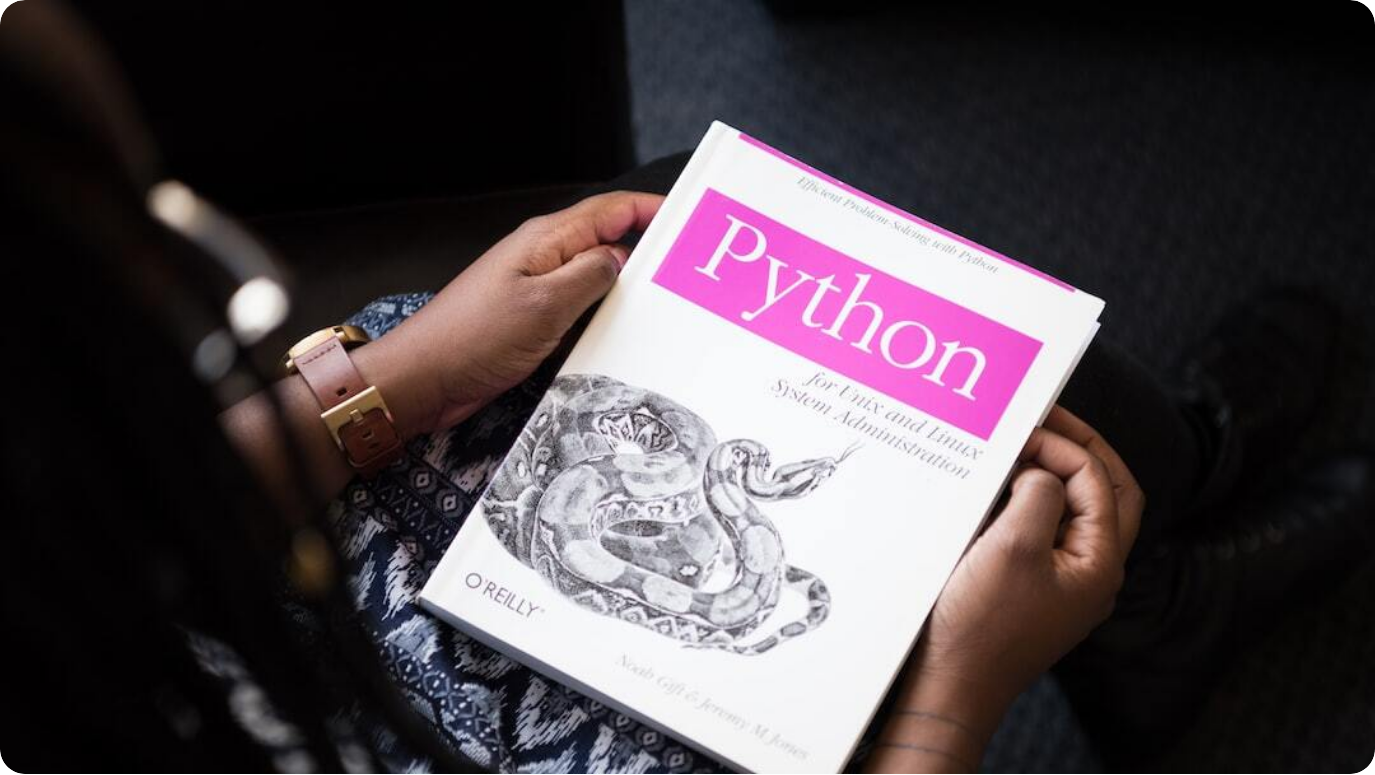 Efficient Problem-Solving with Python
Python
for Unix and Linux
System Administration
O'REILLY®
Noah Gift & Jeremy M. Jones